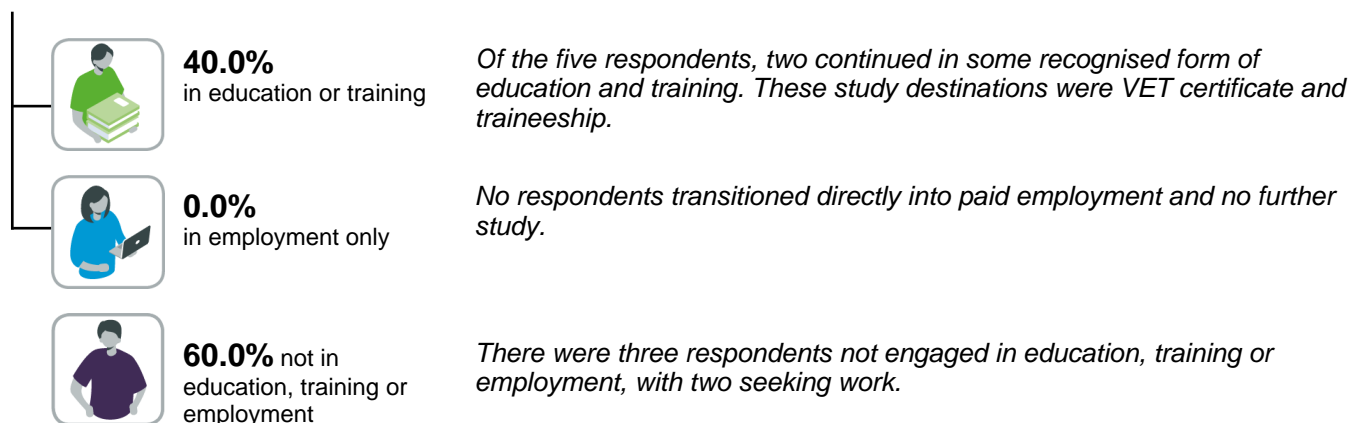 40.0%
in education or training
Of the five respondents, two continued in some recognised form of
education and training. These study destinations were VET certificate and
traineeship.
0.0%
in employment only
No respondents transitioned directly into paid employment and no further
study.
60.0% not in
education, training or
employment
There were three respondents not engaged in education, training or
employment, with two seeking work.